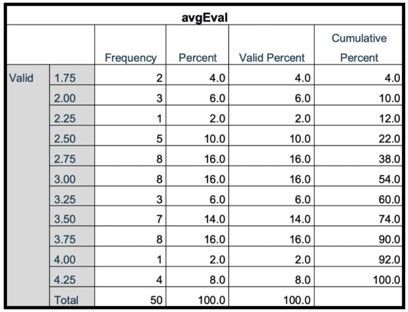 avgEval
Frequency Percent Valid Percent Cumulative Percent
Valid 1.75 2 4.0 4.0 4.0
2.00 3 6.0 6.0 10.0
2.25 1 2.0 2.0 12.0
2.50 5 10.0 10.0 22.0
2.75 8 16.0 16.0 38.0
3.00 8 16.0 16.0 54.0
3.25 3 6.0 6.0 60.0
3.50 7 14.0 14.0 74.0
3.75 8 16.0 16.0 90.0
4.00 1 2.0 2.0 92.0
4.25 4 8.0 8.0 100.0
Total 50 100.0 100.0